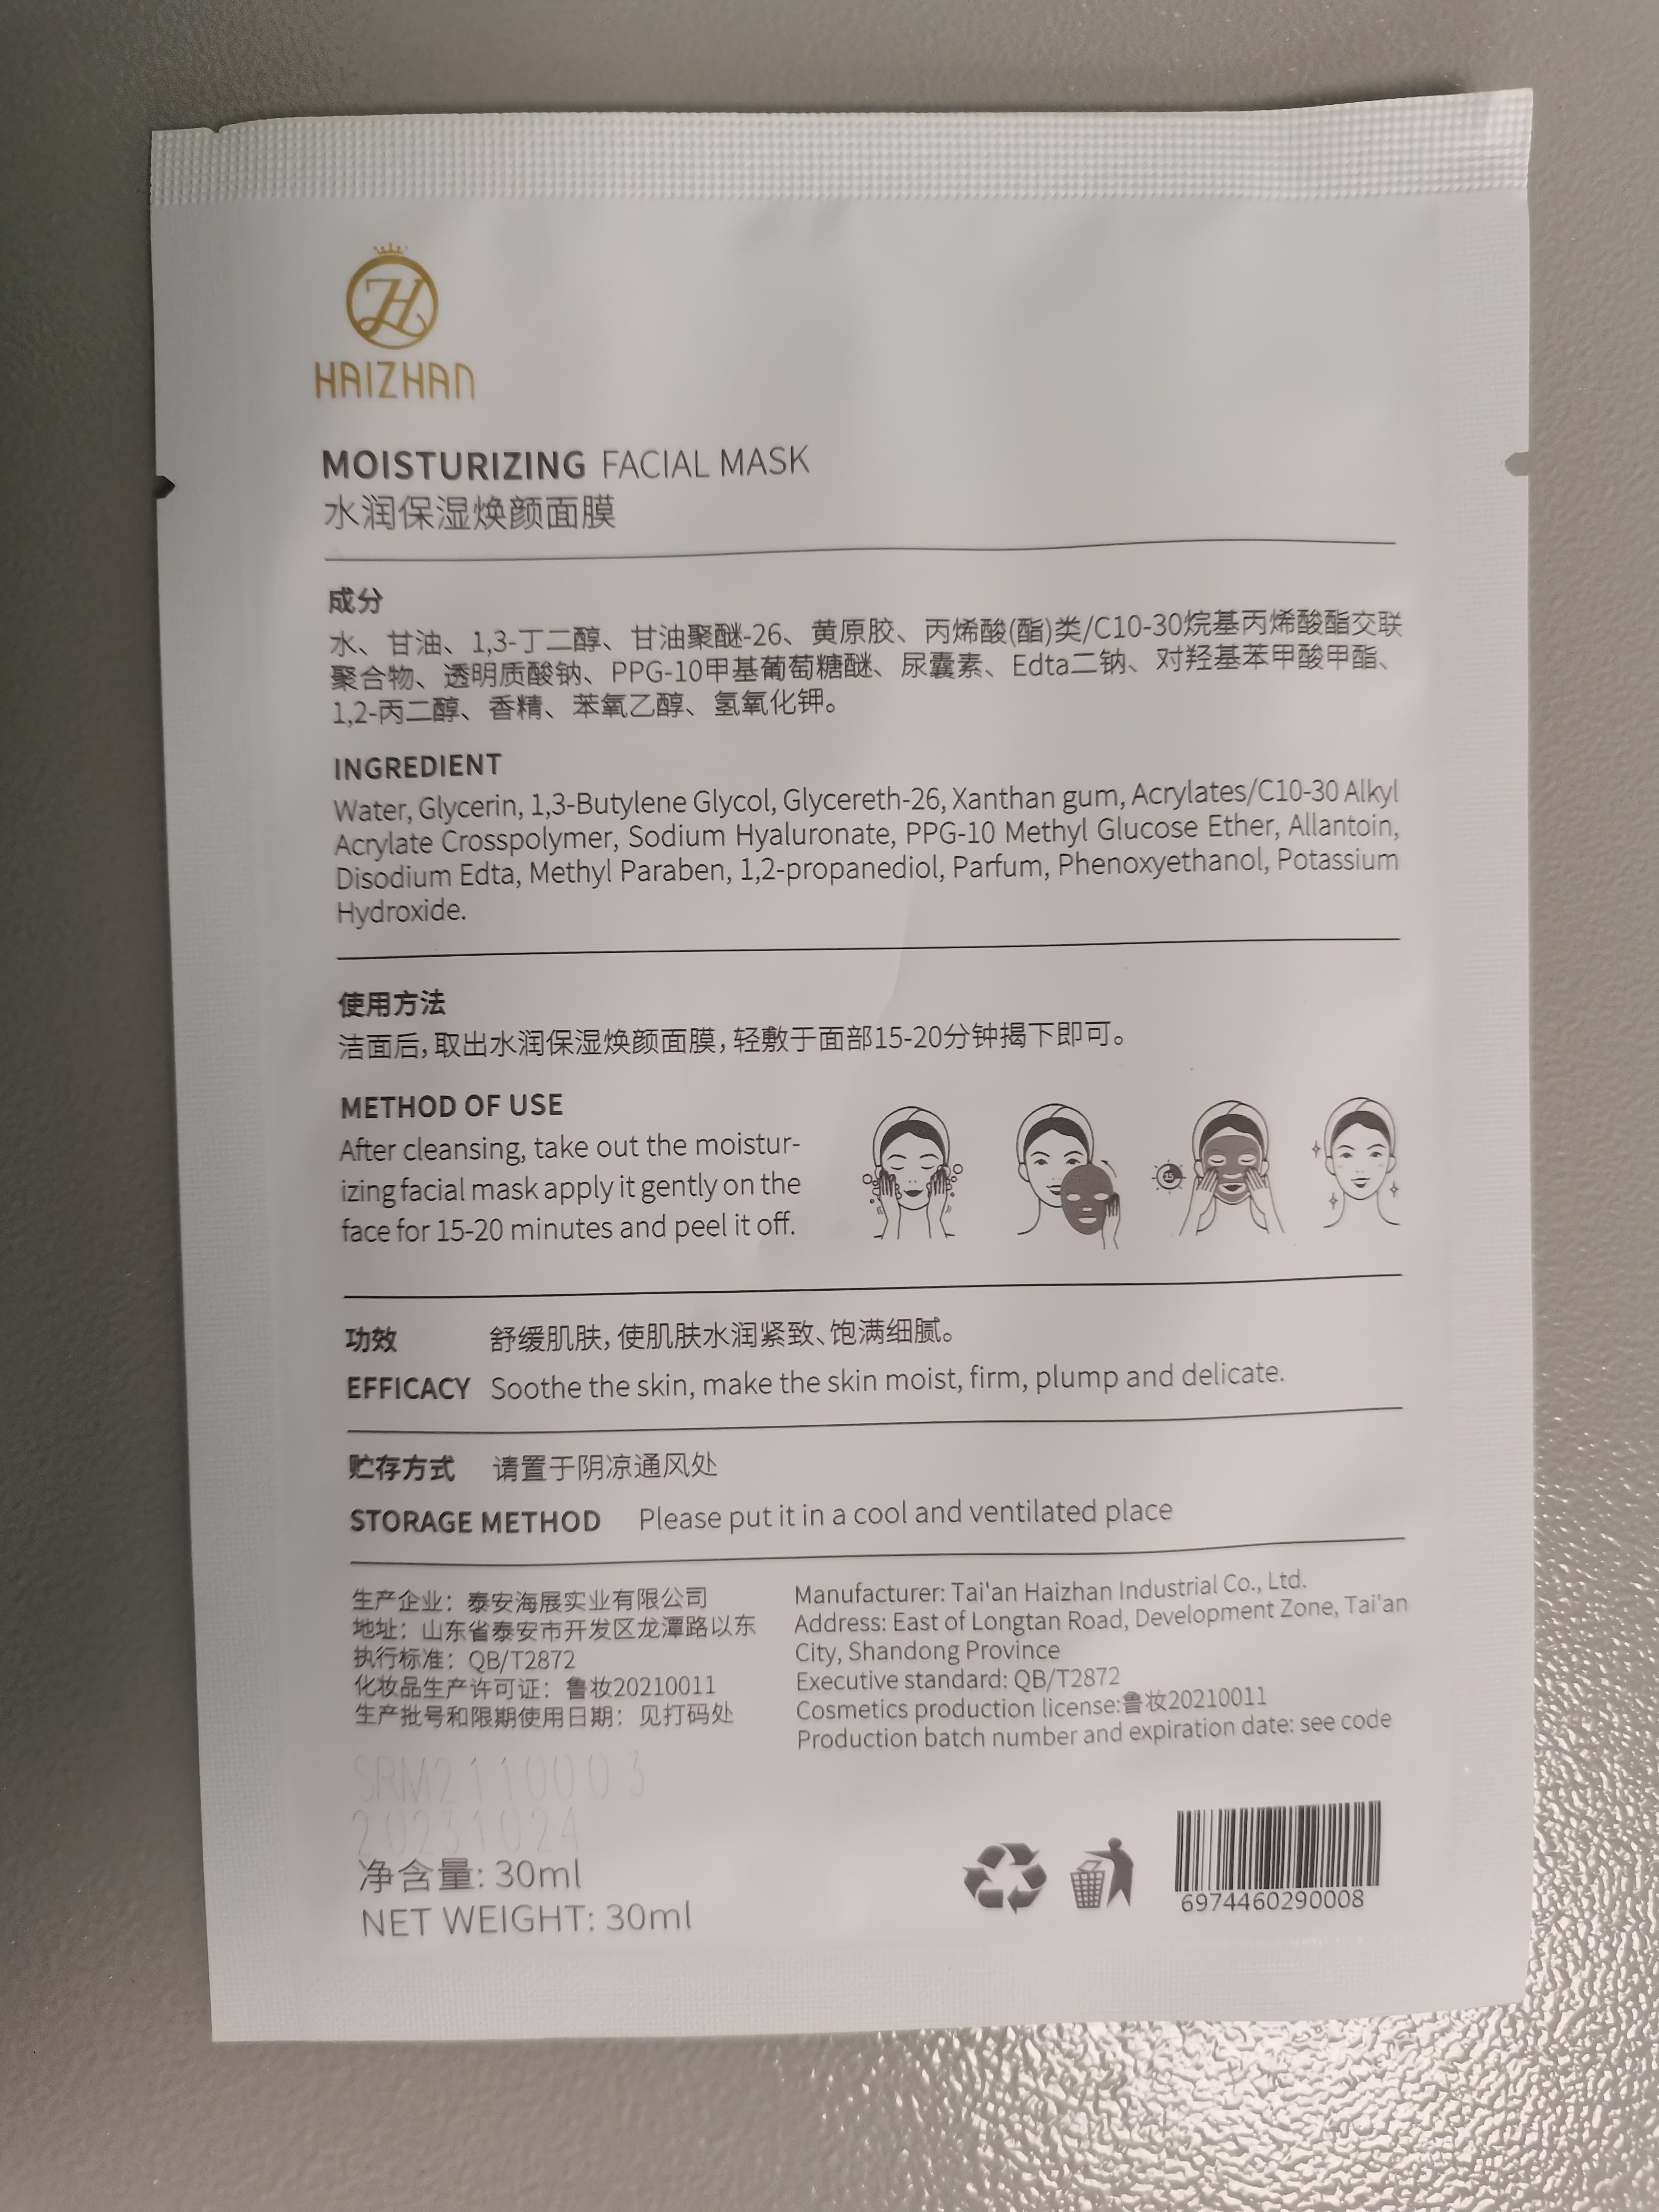 HAIZHAN
MOISTURIZING FACIAL MASK
水润保湿焕颜面膜
成分
水、甘油、1,3-丁二醇、甘油聚醚-26、黄原胶、丙烯酸(酯)类/C10-30烷基丙烯酸酯交联
聚合物、透明质酸钠、PPG-10甲基葡萄糖醚、尿囊素、Edta二钠、对羟基苯甲酸甲酯、
1,2-丙二醇、香精、苯氧乙醇、氢氧化钾。
INGREDIENT
Water, Glycerin, 1,3-Butylene Glycol, Glycereth-26, Xanthan gum, Acrylates/C10-30 Alkyl
Acrylate Crosspolymer, Sodium Hyaluronate, PPG-10 Methyl Glucose Ether, Allantoin,
Disodium Edta, Methyl Paraben, 1,2-propanediol, Parfum, Phenoxyethanol, Potassium
Hydroxide.
使用方法
洁面后,取出水润保湿焕颜面膜,轻敷于面部15-20分钟揭下即可。
METHOD OF USE
After cleansing, take out the moistur-
izing facial mask apply it gently on the
face for 15-20 minutes and peel it off.
功效 舒缓肌肤,使肌肤水润紧致、饱满细腻。
EFFICACY Soothe the skin, make the skin moist, firm, plump and delicate.
贮存方式 请置于阴凉通风处
STORAGE METHOD Please put it in a cool and ventilated place
生产企业：泰安海展实业有限公司
地址：山东省泰安市开发区龙潭路以东
执行标准：QB/T2872
化妆品生产许可证：鲁妆20210011
生产批号和限期使用日期：见打码处
Manufacturer: Tai'an Haizhan Industrial Co., Ltd.
Address: East of Longtan Road, Development Zone, Tai'an
City, Shandong Province
Executive standard: QB/T2872
Cosmetics production license:鲁妆20210011
Production batch number and expiration date: see code
SRM2110003
20231024
净含量: 30ml
NET WEIGHT: 30ml
6974460290008